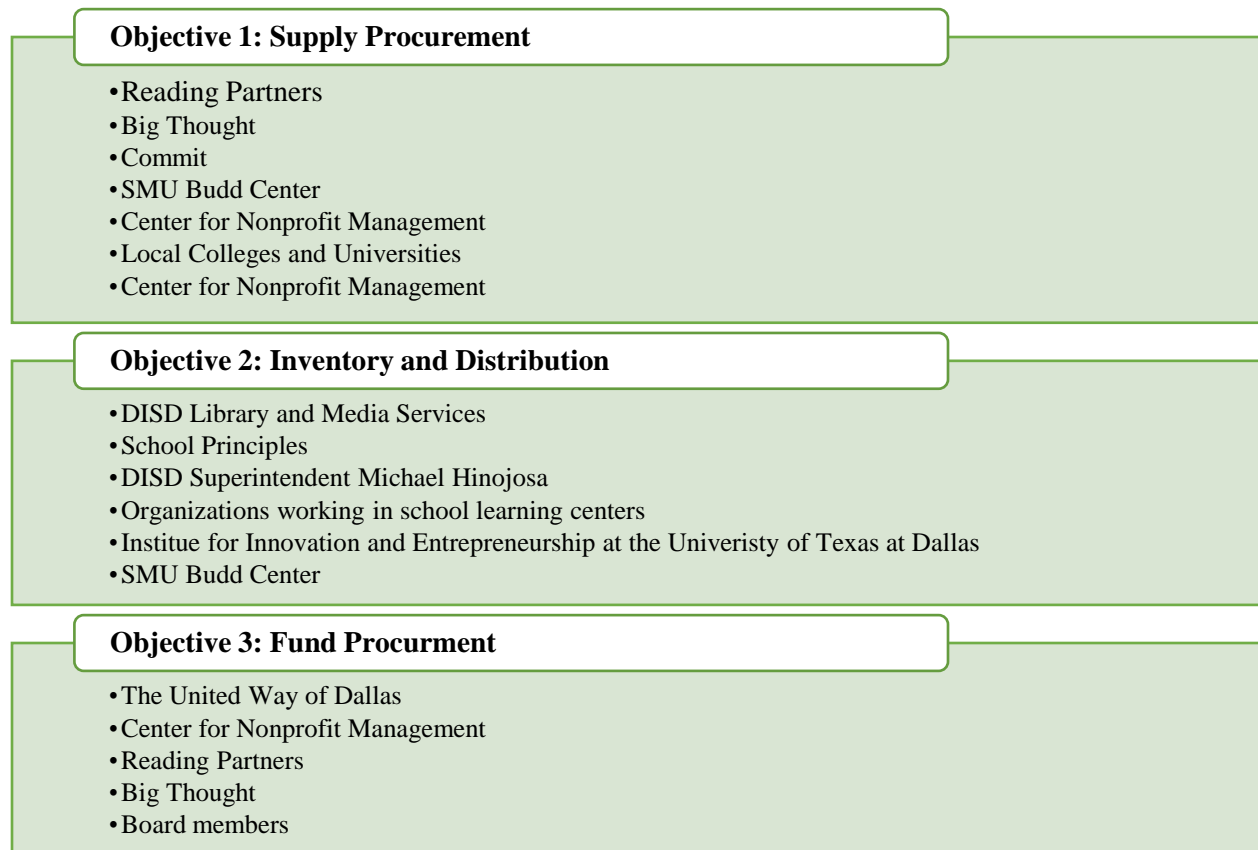 Objective 1: Supply Procurement
•Reading Partners
•Big Thought
•Commit
•SMU Budd Center
•Center for Nonprofit Management
•Local Colleges and Universities
•Center for Nonprofit Management
Objective 2: Inventory and Distribution
•DISD Library and Media Services
•School Principles
•DISD Superintendent Michael Hinojosa
•Organizations working in school learning centers
•Institue for Innovation and Entrepreneurship at the Univeristy of Texas at Dallas
•SMU Budd Center
Objective 3: Fund Procurment
•The United Way of Dallas
•Center for Nonprofit Management
•Reading Partners
•Big Thought
•Board members